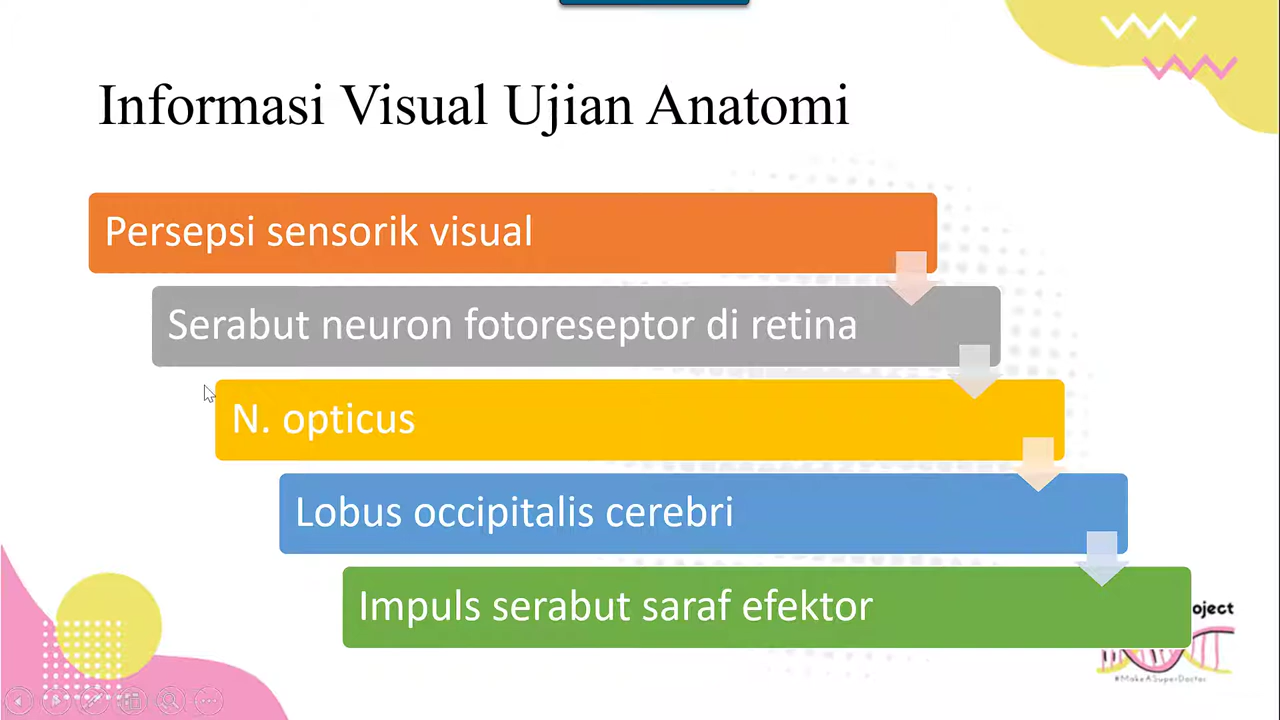 Informasi Visual Ujian Anatomi
Persepsi sensorik visual
Serabut neuron fotoreseptor di retina
N. opticus
Lobus occipitalis cerebri
Impuls serabut saraf efektor
#MakeASuperDoctor